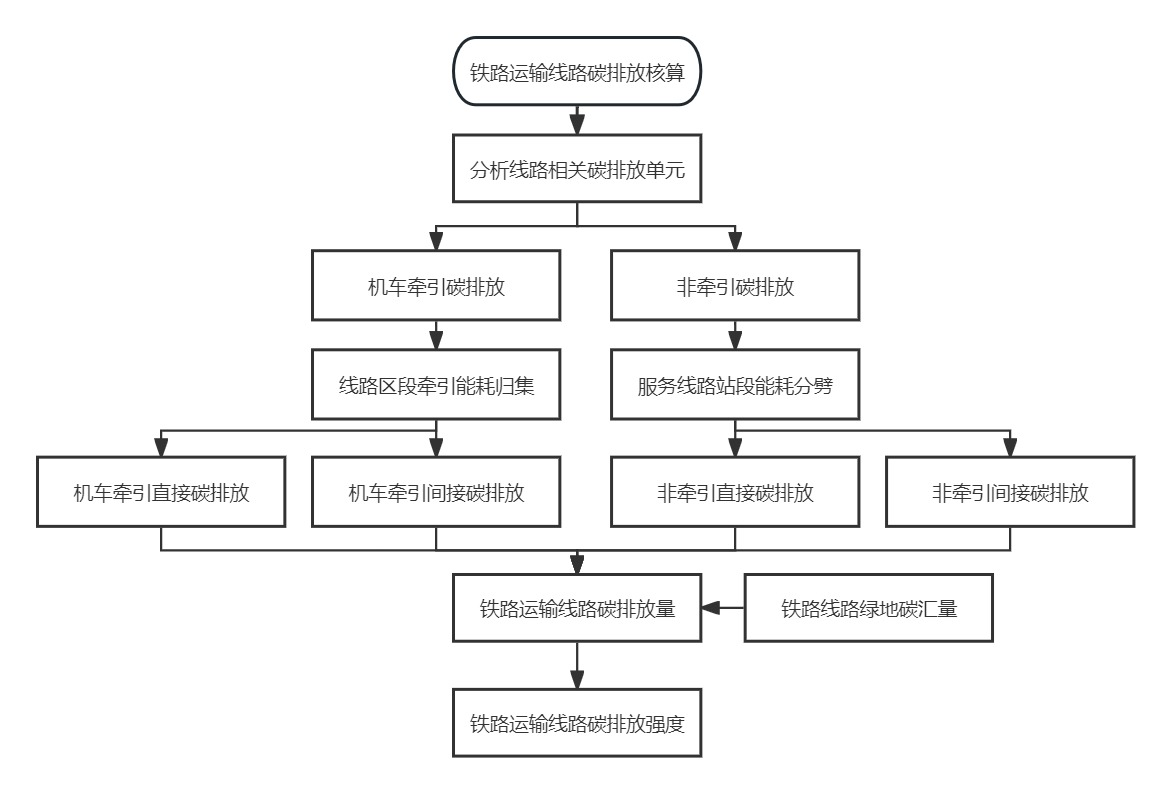 铁路运输线路碳排放核算
分析线路相关碳排放单元
机车牵引碳排放
非牵引碳排放
线路区段牵引能耗归集
服务线路站段能耗分劈
机车牵引直接碳排放
机车牵引间接碳排放
非牵引直接碳排放
非牵引间接碳排放
铁路运输线路碳排放量
铁路线路绿地碳汇量
铁路运输线路碳排放强度